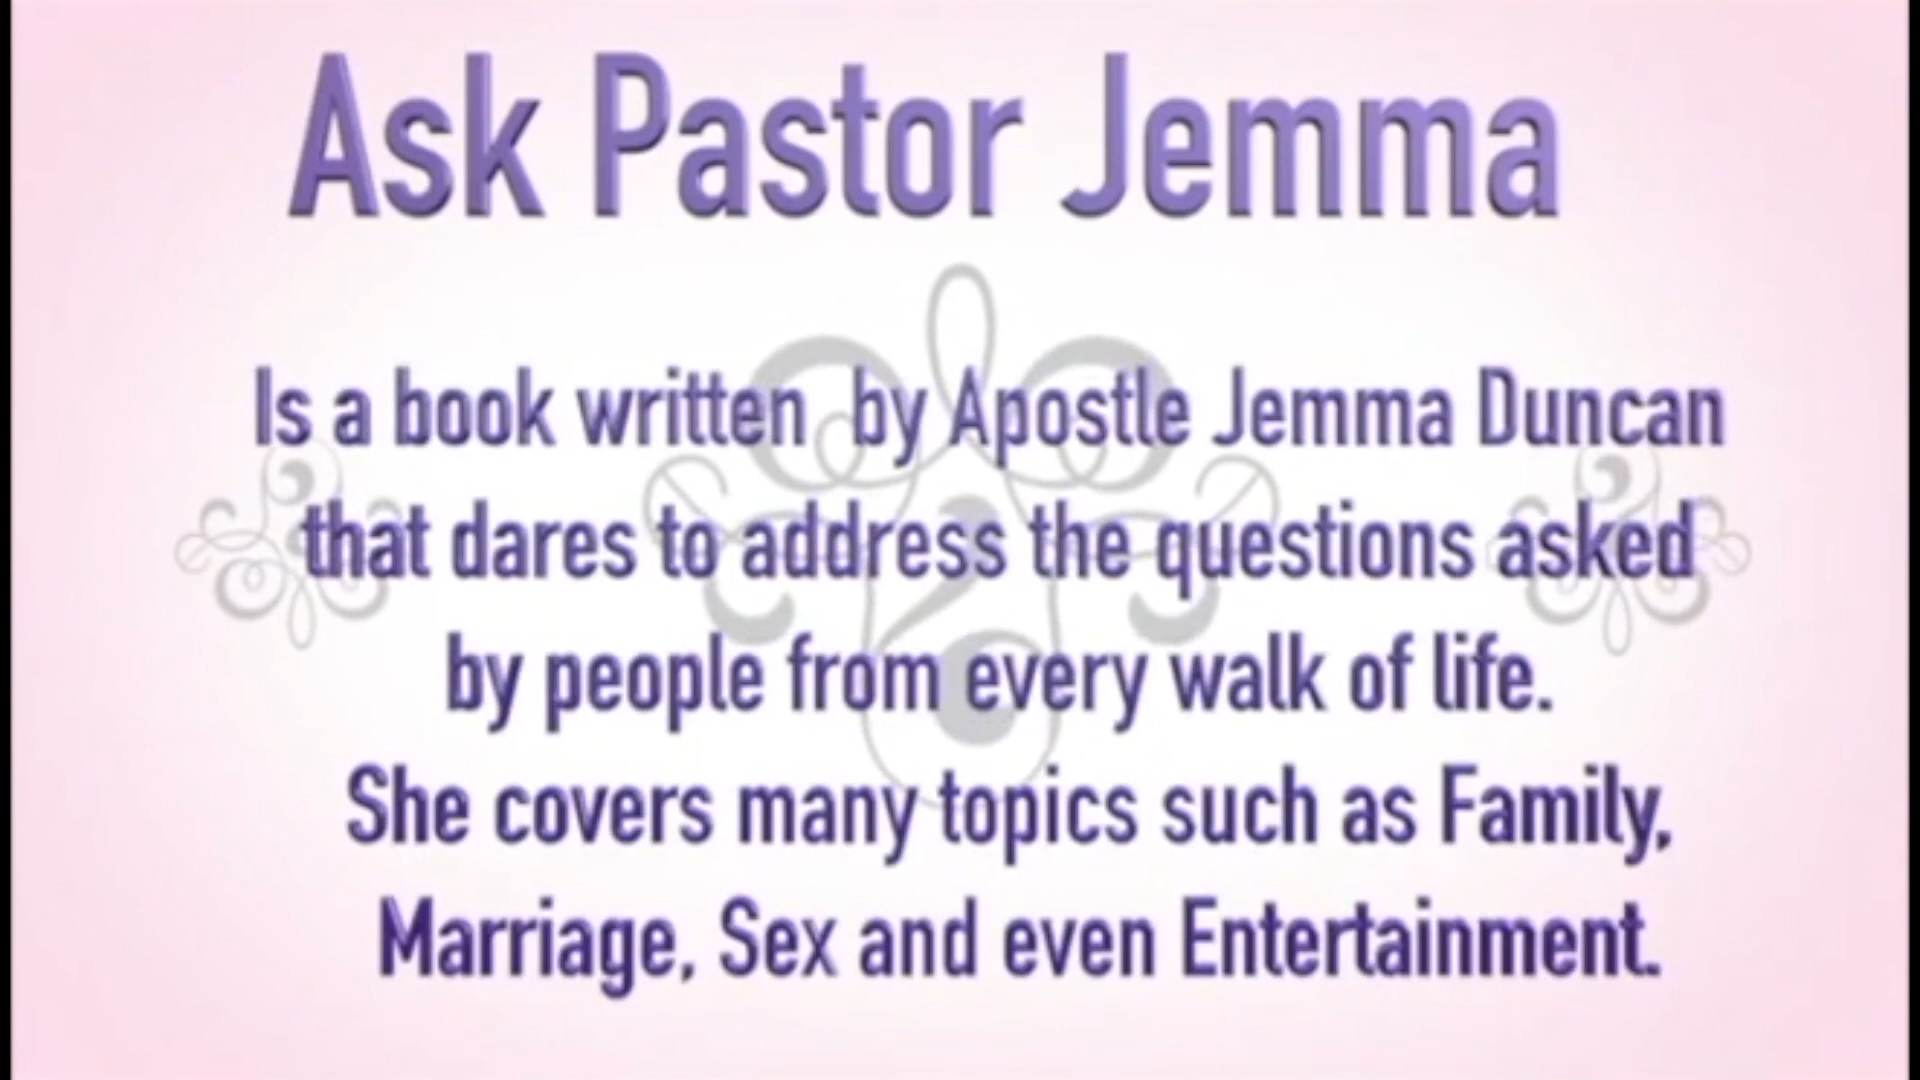 Ask Pastor Jemma
Is a book written by Apostle Jemma Duncan
that dares to address the questions asked
by people from every walk of life.
She covers many topics such as Family,
Marriage, Sex and even Entertainment.